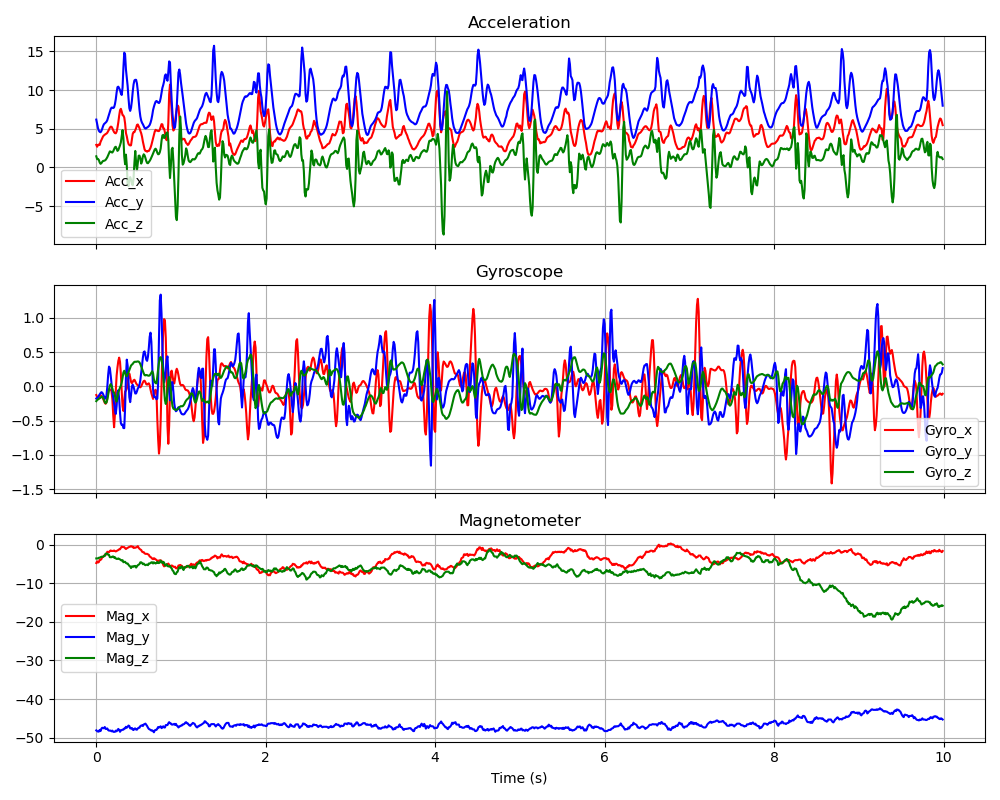 Acceleration
15
10
5
0
−5
Acc_x
Acc_y
Acc_z
Gyroscope
1.0
0.5
0.0
−0.5
−1.0
−1.5
Gyro_x
Gyro_y
Gyro_z
Magnetometer
0
−10
−20
−30
−40
−50
Mag_x
Mag_y
Mag_z
0 2 4 6 8 10
Time (s)